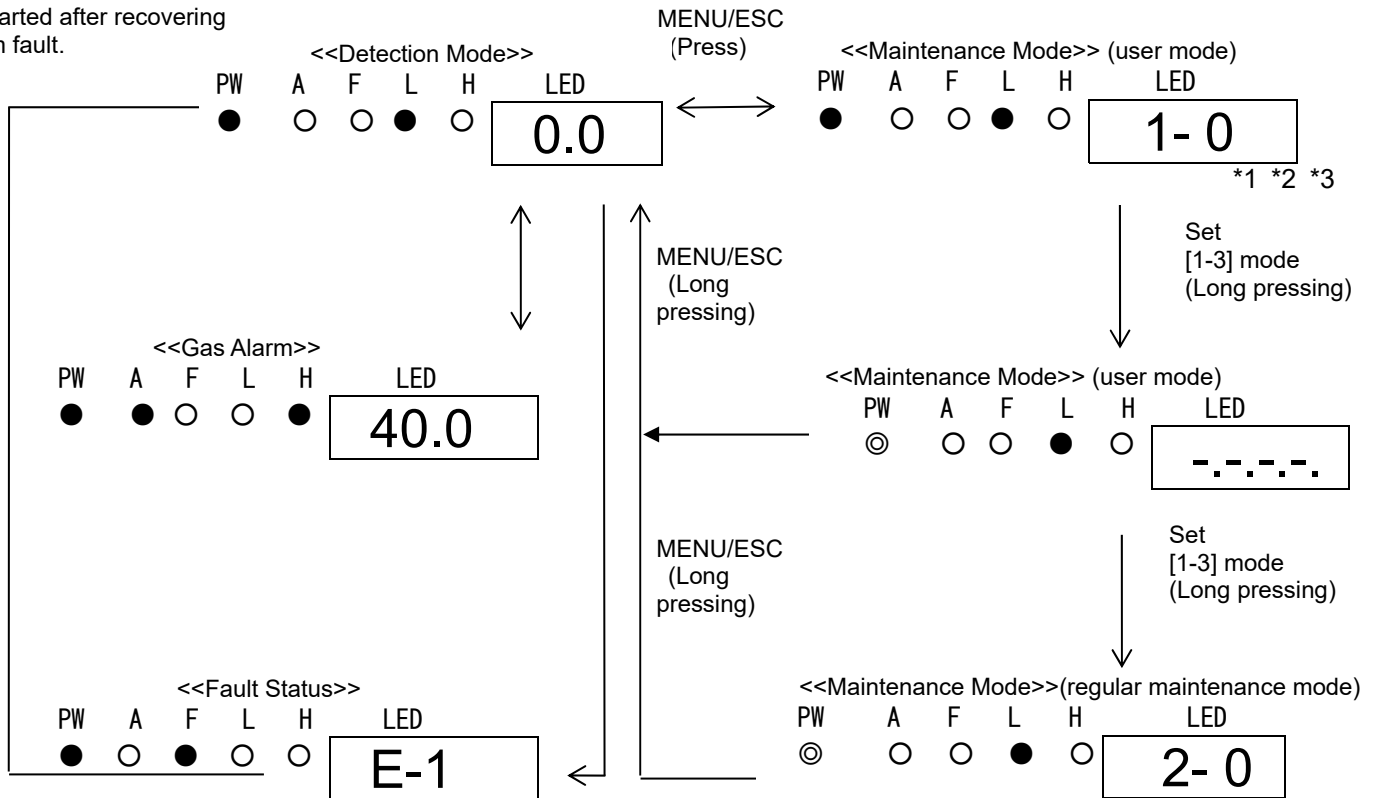 arted after recovering
n fault.
MENU/ESC
(Press)
<<Detection Mode>>
PW A F L H LED
0.0
<<Maintenance Mode>> (user mode)
PW A F L H LED
1- 0
*1 *2 *3
Set
[1-3] mode
(Long pressing)
MENU/ESC
(Long
pressing)
<<Gas Alarm>>
PW A F L H LED
40.0
<<Maintenance Mode>> (user mode)
PW A F L H LED
-.-.-.-.
Set
[1-3] mode
(Long pressing)
MENU/ESC
(Long
pressing)
<<Fault Status>>
PW A F L H LED
E-1
<<Maintenance Mode>>(regular maintenance mode)
PW A F L H LED
2- 0